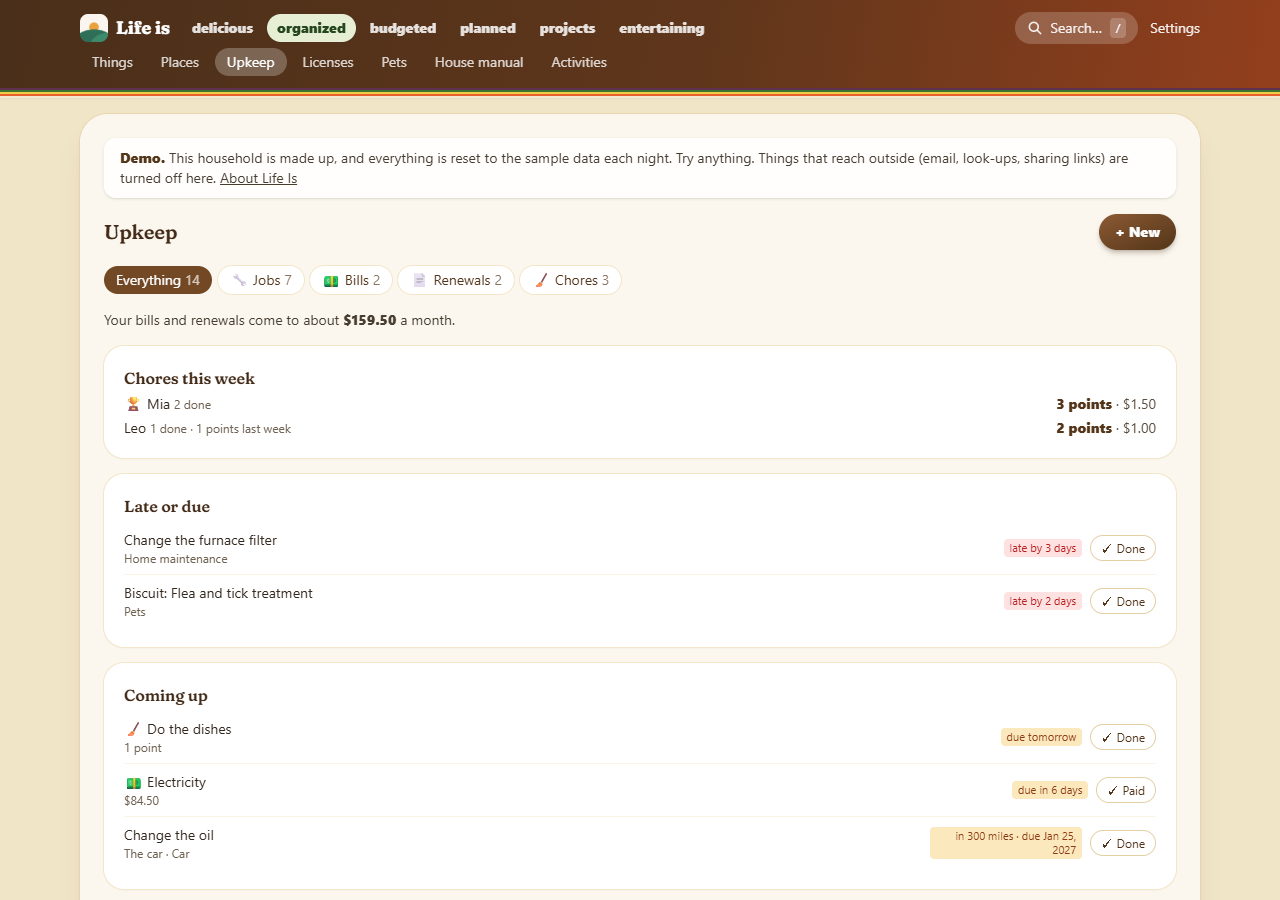 Life is delicious organized budgeted planned projects entertaining Search... / Settings
Things Places Upkeep Licenses Pets House manual Activities
Demo. This household is made up, and everything is reset to the sample data each night. Try anything. Things that reach outside (email, look-ups, sharing links) are
turned off here. About Life Is
Upkeep + New
Everything 14 Jobs 7 Bills 2 Renewals 2 Chores 3
Your bills and renewals come to about $159.50 a month.
Chores this week
Mia 2 done 3 points · $1.50
Leo 1 done · 1 points last week 2 points · $1.00
Late or due
Change the furnace filter
Home maintenance
late by 3 days ✓ Done
Biscuit: Flea and tick treatment
Pets
late by 2 days ✓ Done
Coming up
Do the dishes
1 point
due tomorrow ✓ Done
Electricity
$84.50
due in 6 days ✓ Paid
Change the oil
The car · Car
in 300 miles · due Jan 25,
2027
✓ Done